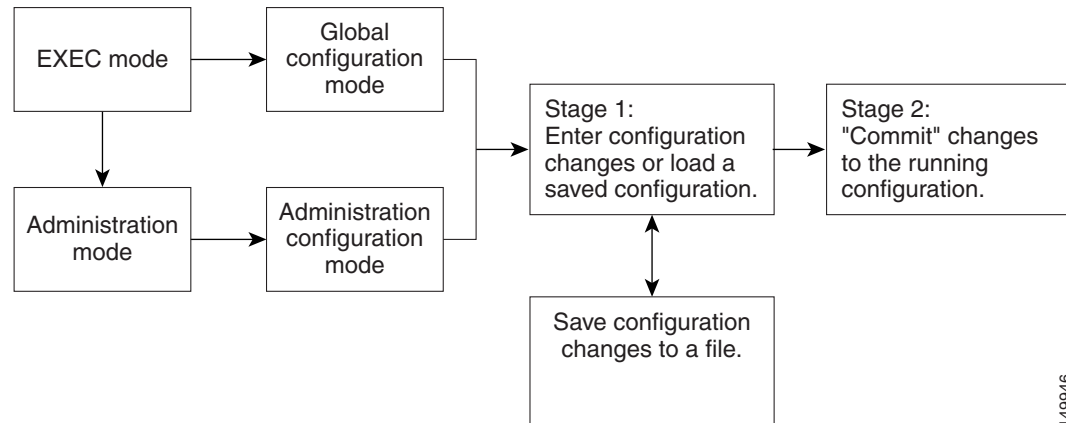 EXEC mode
Global
configuration
mode
Administration
mode
Administration
configuration
mode
Stage 1:
Enter configuration
changes or load a
saved configuration.
Stage 2:
"Commit" changes
to the running
configuration.
Save configuration
changes to a file.
149946